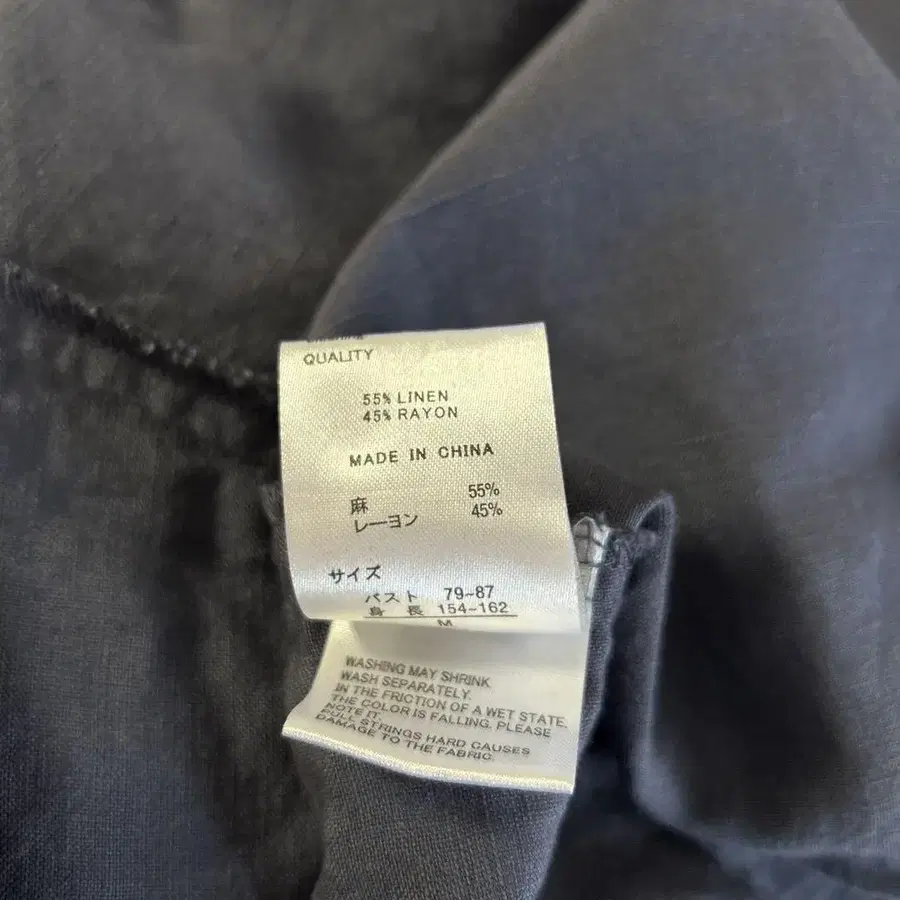 QUALITY
55% LINEN
45% RAYON
MADE IN CHINA
麻 55%
レーヨン 45%
サイズ
バスト 79~87
身長 154~162
M
WASHING MAY SHRINK
WASH SEPARATELY.
IN THE FRICTION OF A WET STATE.
THE COLOR IS FALLING. PLEASE
NOTE IT.
FULL STRINGS HARD CAUSES
DAMAGE TO THE FABRIC.